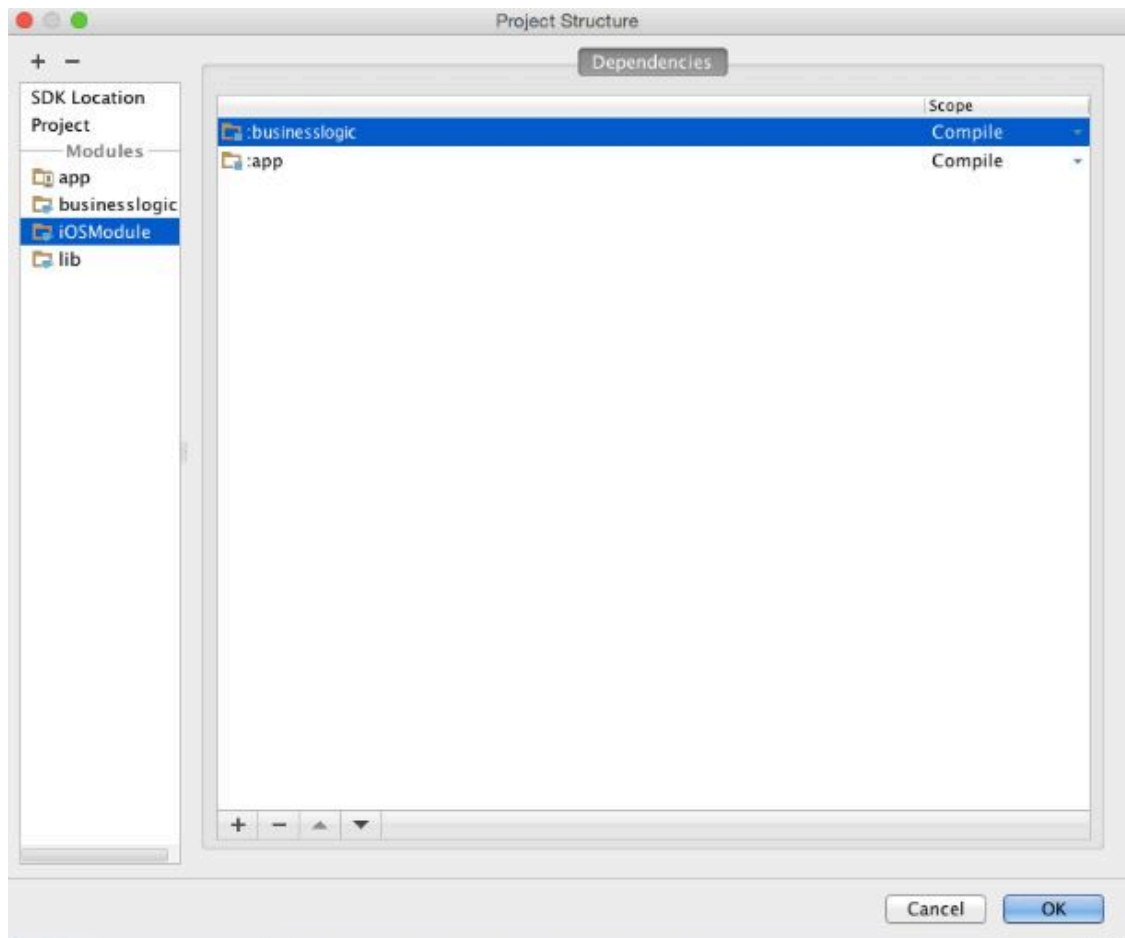 Project Structure
+ −
SDK Location
Project
Modules
app
businesslogic
iOSModule
lib
Dependencies
Scope
:businesslogic Compile
:app Compile
+ −
Cancel OK